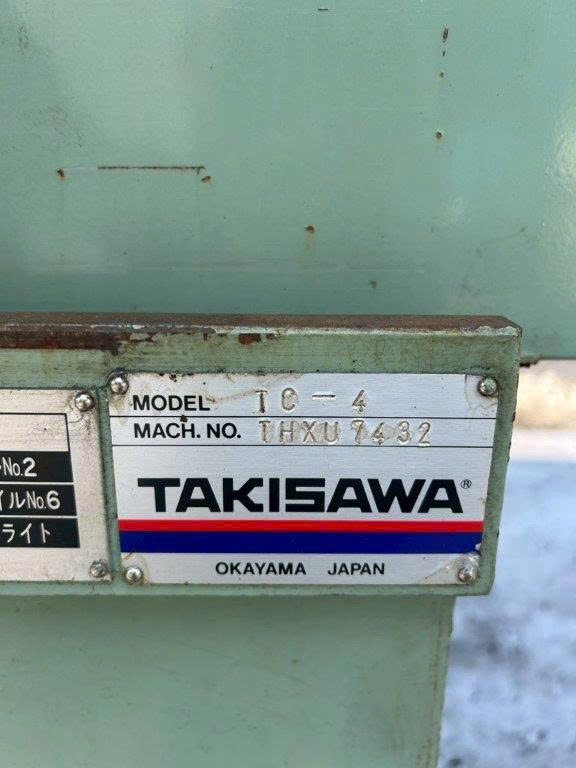 MODEL TC-4
MACH. NO. THXU7432
TAKISAWA®
OKAYAMA JAPAN
No.2
イルNo.6
ライト